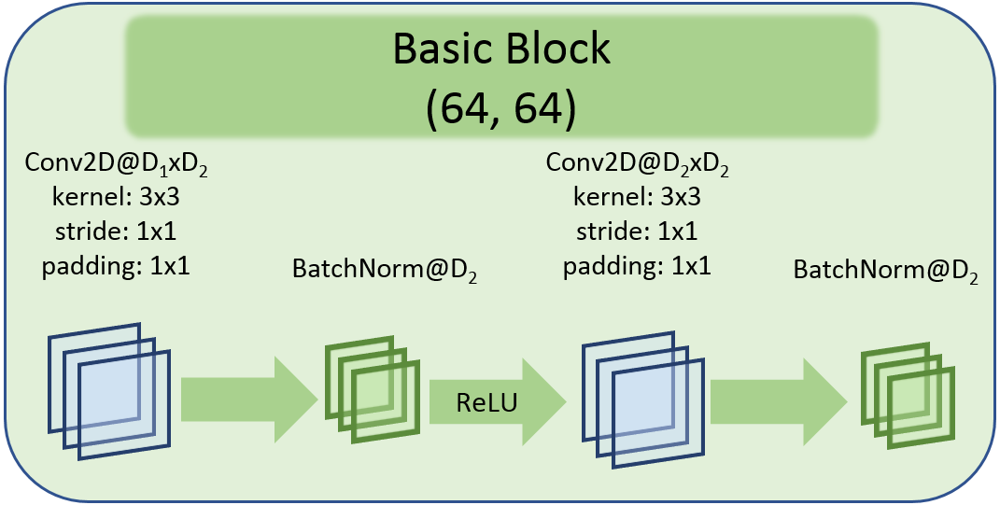 Basic Block
(64, 64)
Conv2D@D₁xD₂
kernel: 3x3
stride: 1x1
padding: 1x1
BatchNorm@D₂
Conv2D@D₂xD₂
kernel: 3x3
stride: 1x1
padding: 1x1
BatchNorm@D₂
ReLU